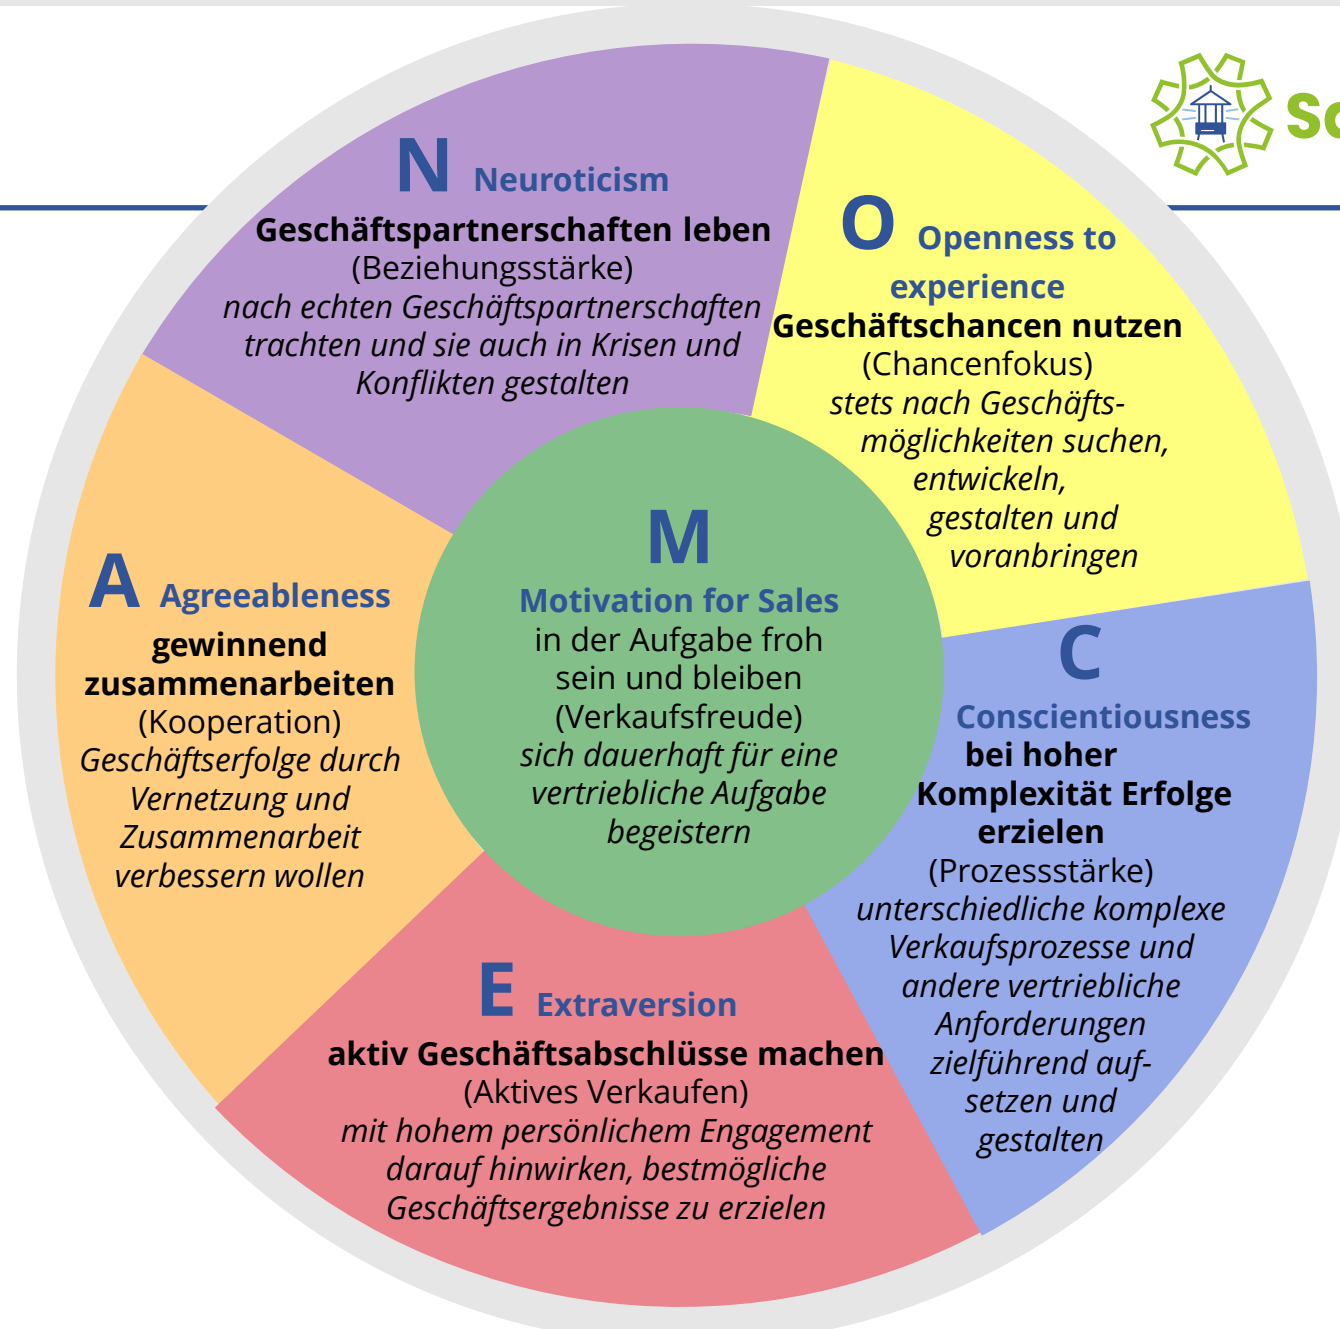 N Neuroticism
Geschäftspartnerschaften leben
(Beziehungsstärke)
nach echten Geschäftspartnerschaften
trachten und sie auch in Krisen und
Konflikten gestalten
O Openness to
experience
Geschäftschancen nutzen
(Chancenfokus)
stets nach Geschäfts-
möglichkeiten suchen,
entwickeln,
gestalten und
voranbringen
A Agreeableness
gewinnend
zusammenarbeiten
(Kooperation)
Geschäftserfolge durch
Vernetzung und
Zusammenarbeit
verbessern wollen
M
Motivation for Sales
in der Aufgabe froh
sein und bleiben
(Verkaufsfreude)
sich dauerhaft für eine
vertriebliche Aufgabe
begeistern
C
Conscientiousness
bei hoher
Komplexität Erfolge
erzielen
(Prozessstärke)
unterschiedliche komplexe
Verkaufsprozesse und
andere vertriebliche
Anforderungen
zielführend auf-
setzen und
gestalten
E Extraversion
aktiv Geschäftsabschlüsse machen
(Aktives Verkaufen)
mit hohem persönlichem Engagement
darauf hinwirken, bestmögliche
Geschäftsergebnisse zu erzielen